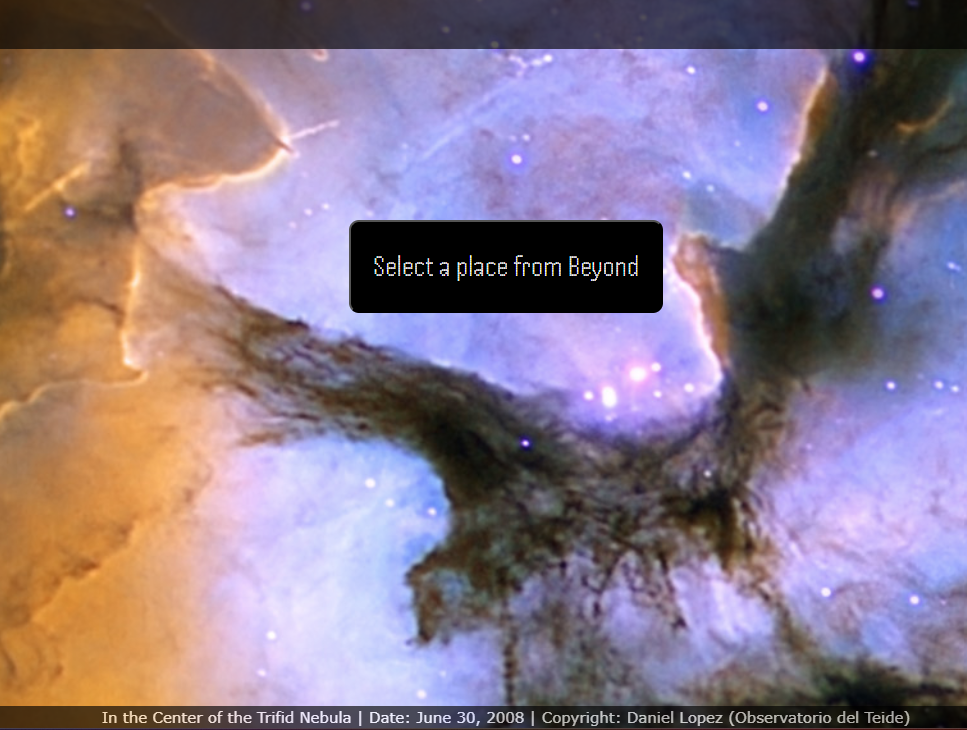 Select a place from Beyond
In the Center of the Trifid Nebula | Date: June 30, 2008 | Copyright: Daniel Lopez (Observatorio del Teide)